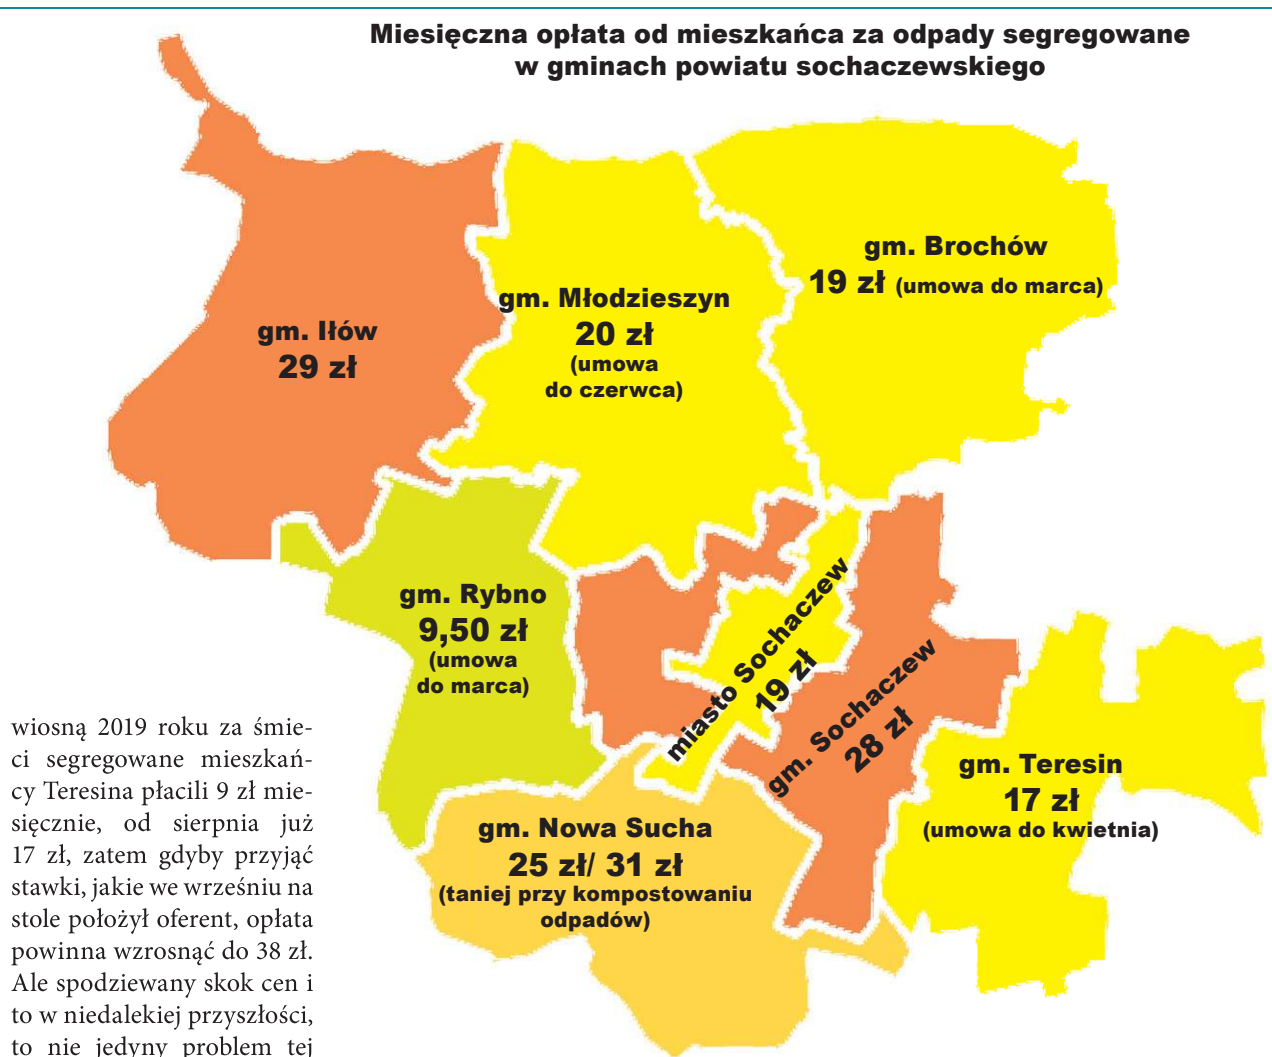 Miesięczna opłata od mieszkańca za odpady segregowane
w gminach powiatu sochaczewskiego
gm. Brochów
19 zł (umowa do marca)
gm. Młodzieszyn
20 zł
(umowa
do czerwca)
gm. Iłów
29 zł
gm. Rybno
9,50 zł
(umowa
do marca)
miasto Sochaczew
19 zł
gm. Sochaczew
28 zł
gm. Teresin
17 zł
(umowa do kwietnia)
gm. Nowa Sucha
25 zł/ 31 zł
(taniej przy kompostowaniu
odpadów)
wiosną 2019 roku za śmie-
ci segregowane mieszkań-
cy Teresina płacili 9 zł mie-
sięcznie, od sierpnia już
17 zł, zatem gdyby przyjąć
stawki, jakie we wrześniu na
stole położył oferent, opłata
powinna wzrosnąć do 38 zł.
Ale spodziewany skok cen i
to w niedalekiej przyszłości,
to nie jedyny problem tej